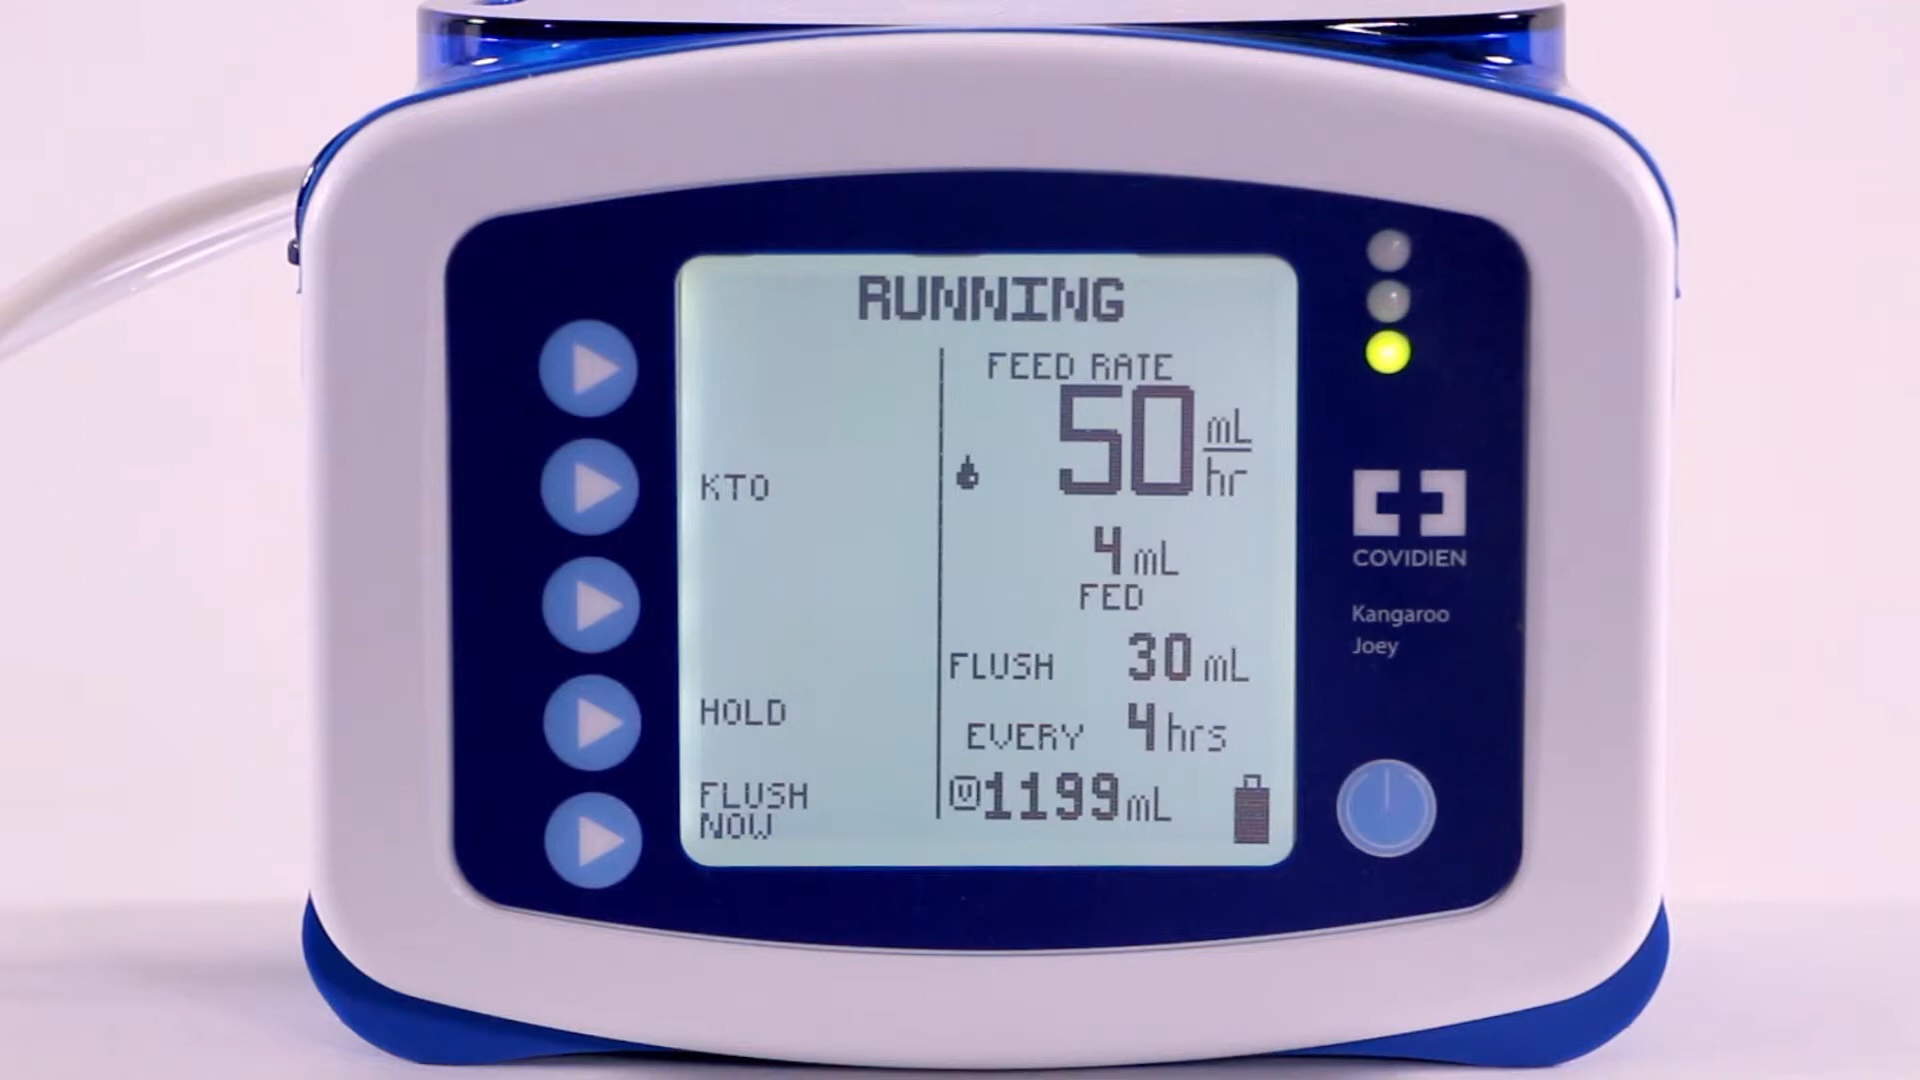 RUNNING
FEED RATE
50 mL/hr
KTO
4 mL
FED
FLUSH 30 mL
HOLD
EVERY 4 hrs
FLUSH
NOW
V 1199 mL
COVIDIEN
Kangaroo
Joey